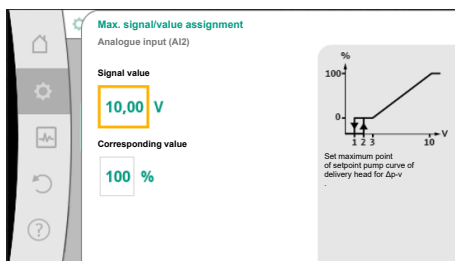 Max. signal/value assignment
Analogue input (AI2)
Signal value
10,00 V
Corresponding value
100 %
%
100
0
1 2 3 10 V
Set maximum point
of setpoint pump curve of
delivery head for Δp-v
.
?